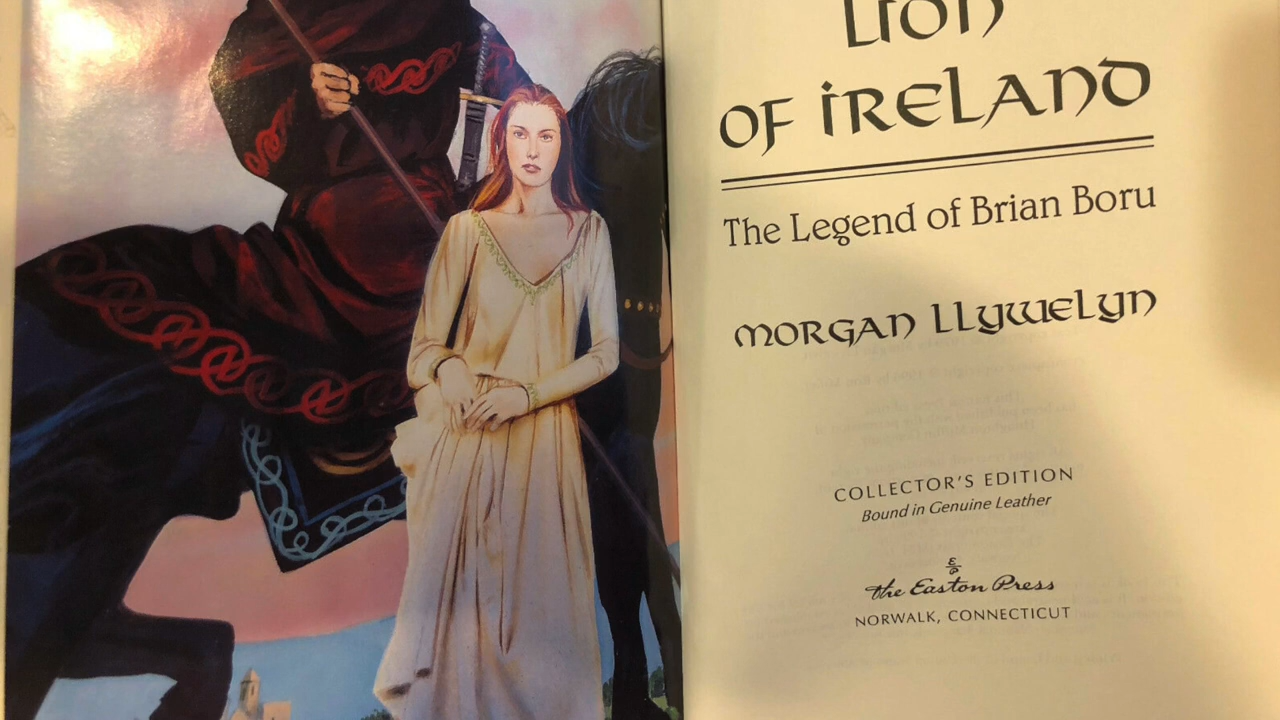 Lion
OF IRELAND
The Legend of Brian Boru
MORGAN LLYWELYN
COLLECTOR'S EDITION
Bound in Genuine Leather
The Easton Press
NORWALK, CONNECTICUT